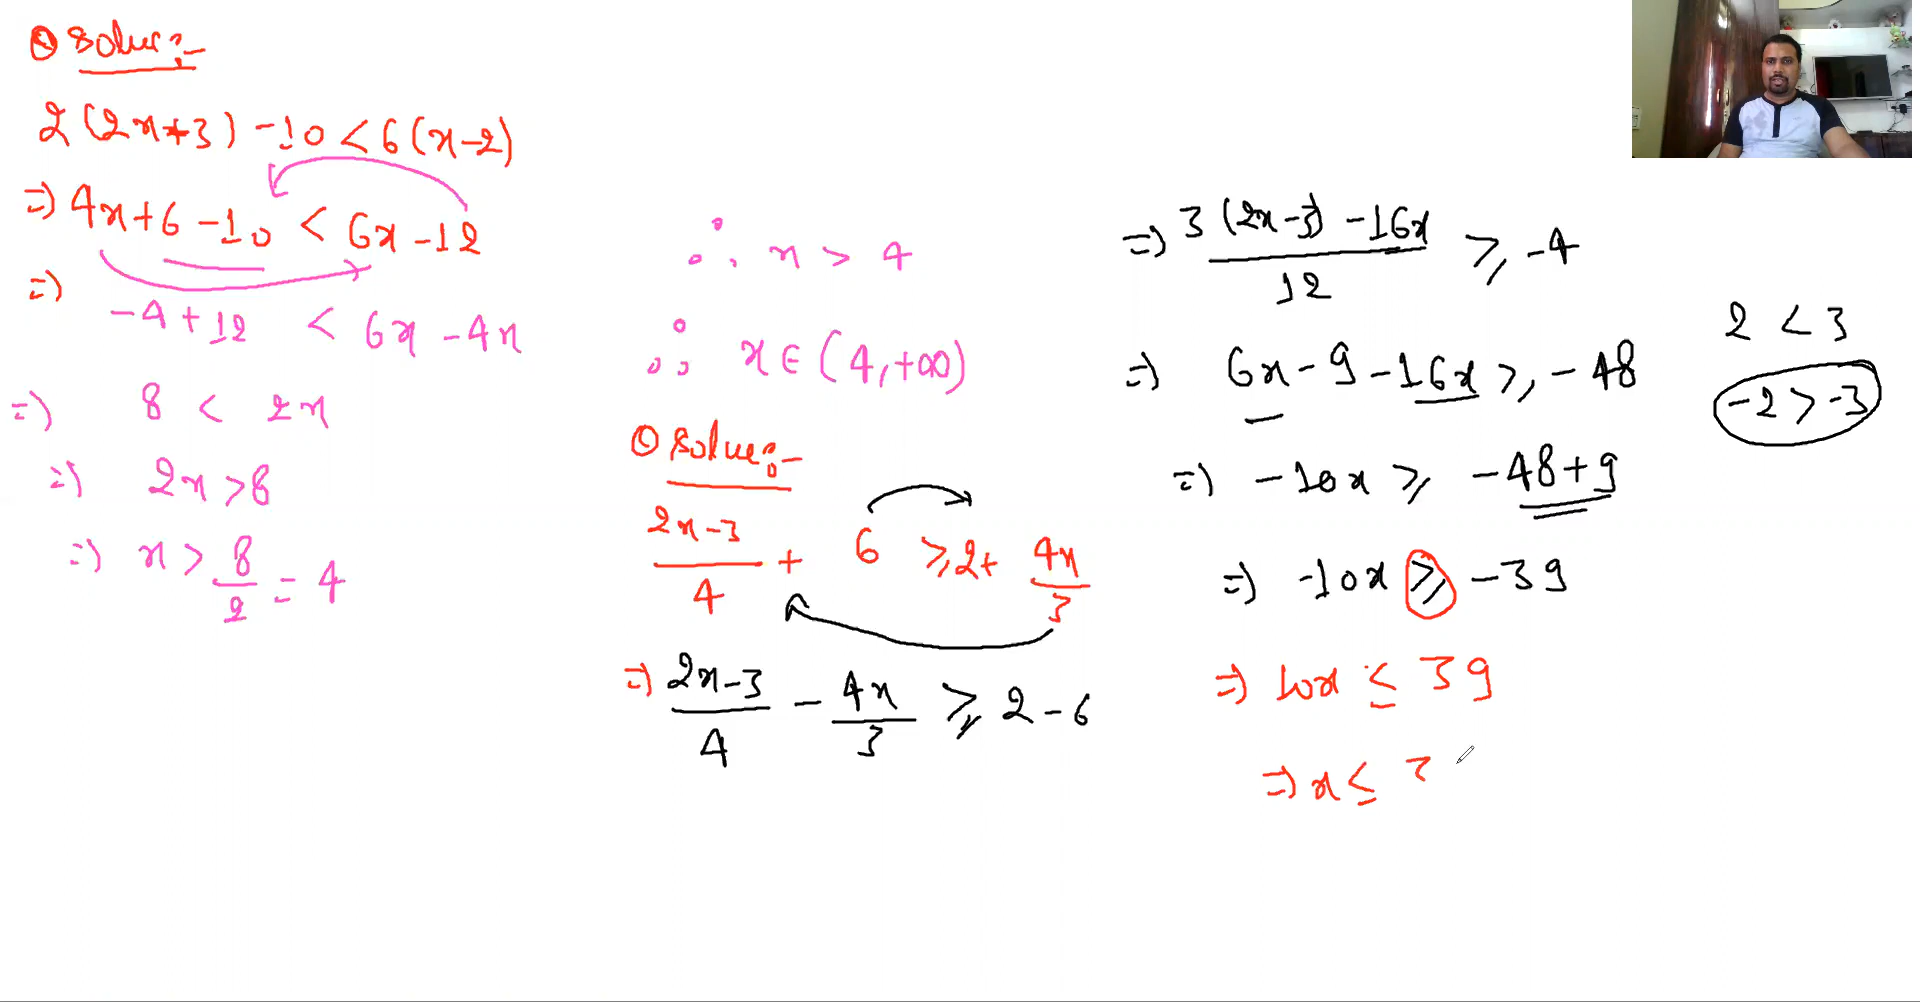 Q Solve:-
2(2x+3) -10 < 6(x-2)
=) 4x+6 -10 < 6x -12
=)
-4+12 < 6x -4x
=) 8 < 2x
=) 2x >8
=) x > 8/2 = 4
∴ x > 4
∴ x ∈ (4, +∞)
Q Solve:-
(2x-3)/4 + 6 ≥ 2+ 4x/3
=) (2x-3)/4 - 4x/3 ≥ 2-6
=) (3(2x-3) -16x)/12 ≥ -4
=) 6x-9-16x ≥ -48
=) -10x ≥ -48+9
=) -10x ≥ -39
=) 10x ≤ 39
=) x ≤
2 < 3
-2 > -3